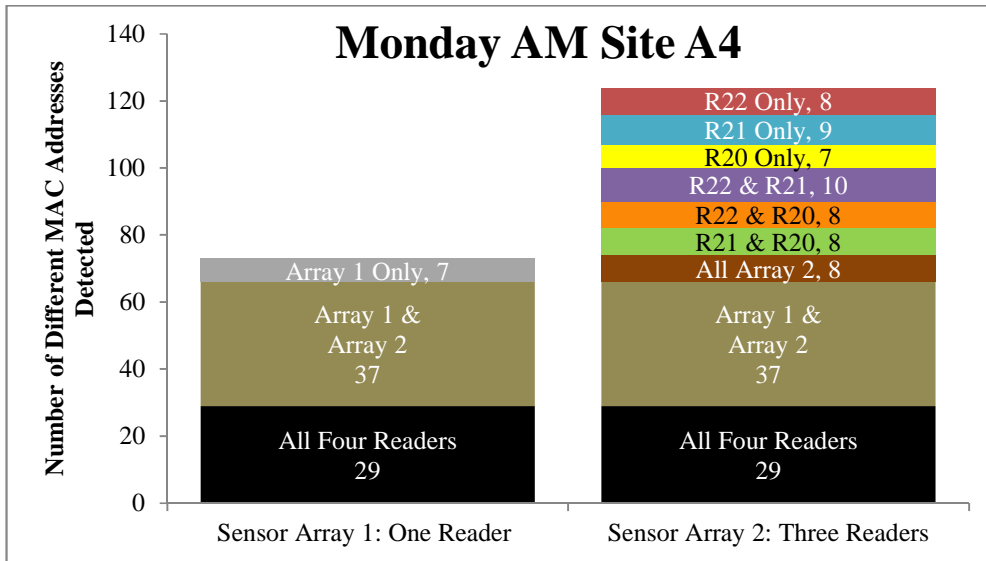 Monday AM Site A4
Number of Different MAC Addresses
Detected
140
120
100
80
60
40
20
0
Array 1 Only, 7
Array 1 &
Array 2
37
All Four Readers
29
R22 Only, 8
R21 Only, 9
R20 Only, 7
R22 & R21, 10
R22 & R20, 8
R21 & R20, 8
All Array 2, 8
Array 1 &
Array 2
37
All Four Readers
29
Sensor Array 1: One Reader
Sensor Array 2: Three Readers